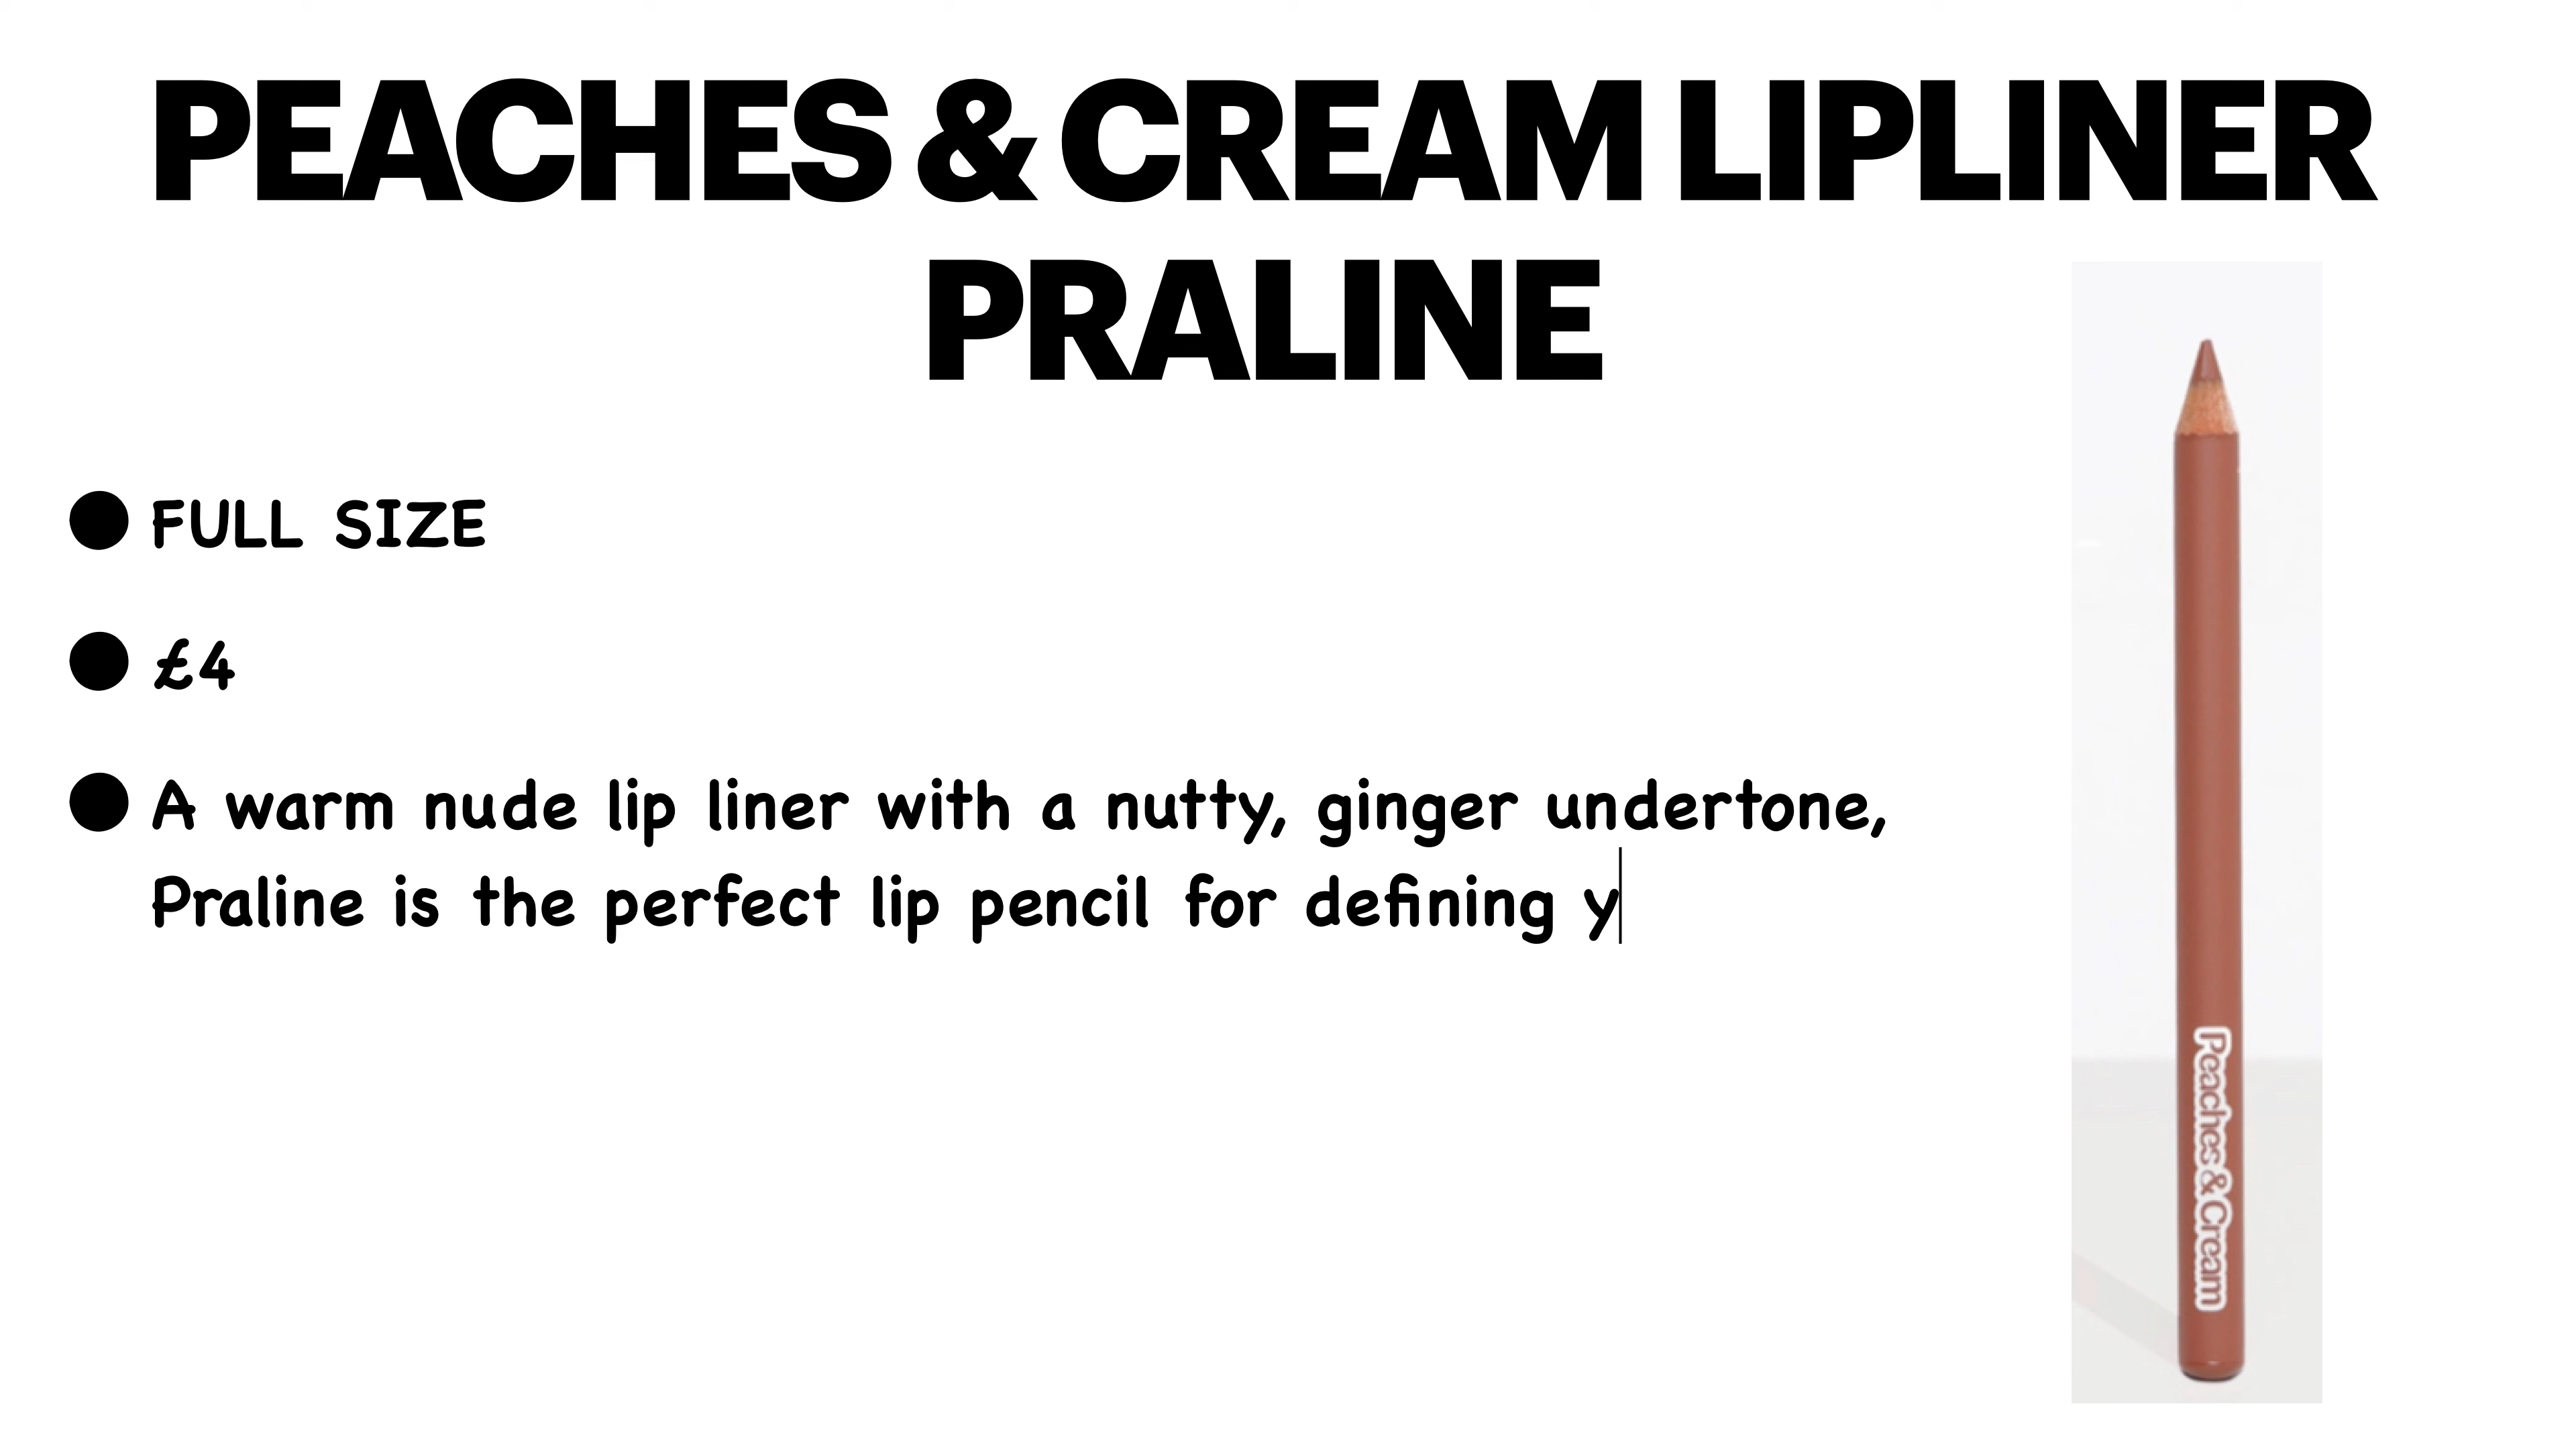 PEACHES & CREAM LIPLINER
PRALINE
FULL SIZE
£4
A warm nude lip liner with a nutty, ginger undertone,
Praline is the perfect lip pencil for defining y
Peaches & Cream